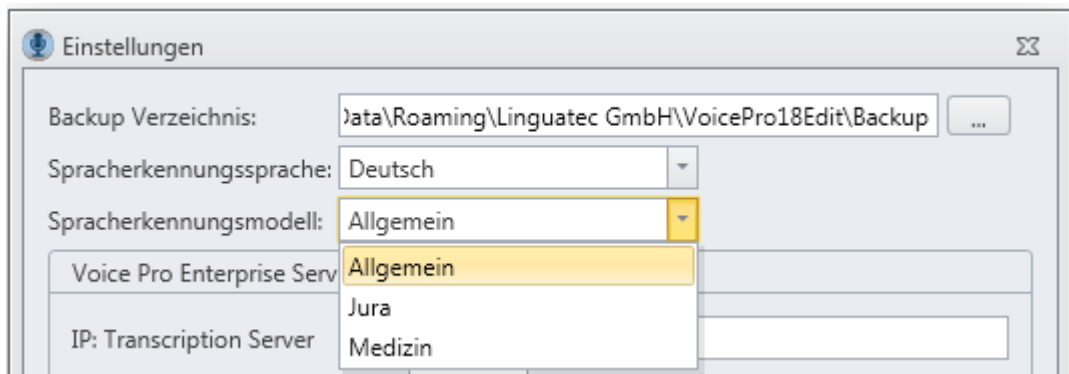 Einstellungen
Backup Verzeichnis: Data\Roaming\Linguatec GmbH\VoicePro18Edit\Backup ...
Spracherkennungssprache: Deutsch
Spracherkennungsmodell: Allgemein
Voice Pro Enterprise Serv Allgemein
Jura
IP: Transcription Server Medizin